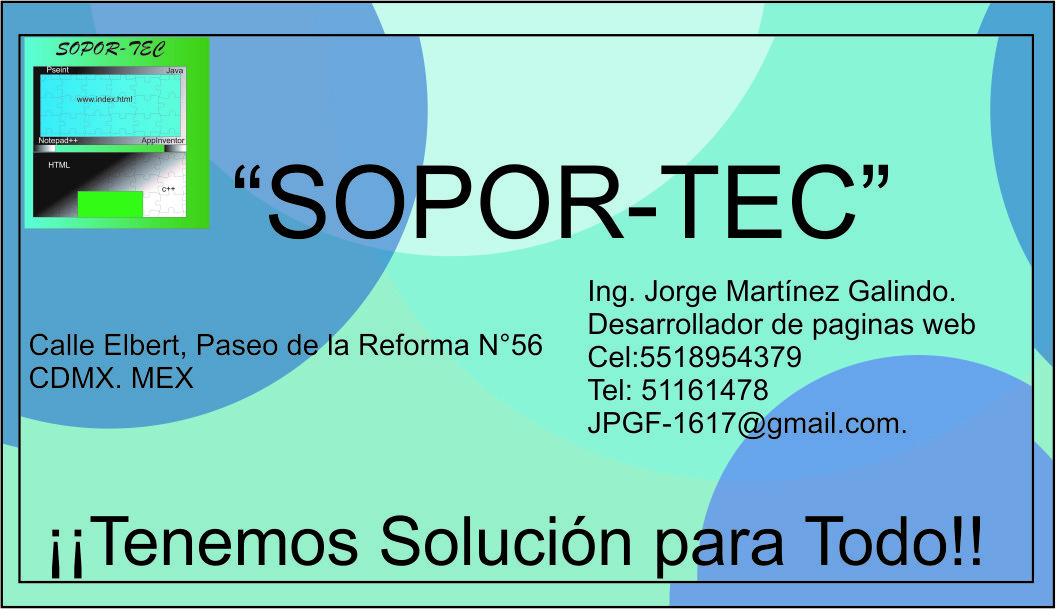 SOPOR-TEC
Pseint Java
www.index.html
Notepad++ AppInventor
HTML
c++
“SOPOR-TEC”
Calle Elbert, Paseo de la Reforma N°56
CDMX. MEX
Ing. Jorge Martínez Galindo.
Desarrollador de paginas web
Cel:5518954379
Tel: 51161478
JPGF-1617@gmail.com.
¡¡Tenemos Solución para Todo!!